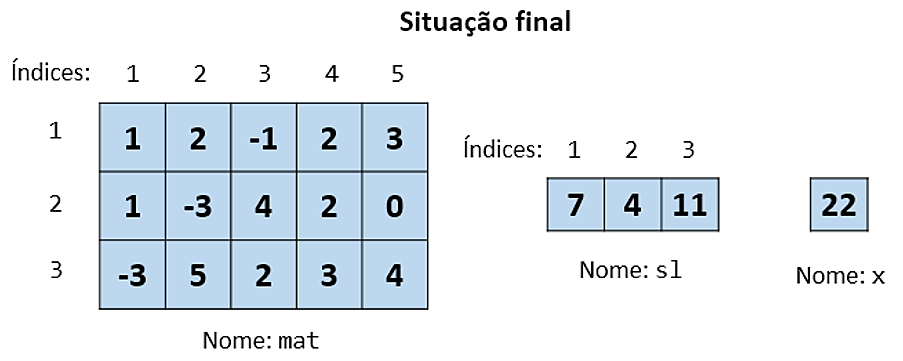 Situação final
Índices: 1 2 3 4 5
1 1 2 -1 2 3
2 1 -3 4 2 0
3 -3 5 2 3 4
Nome: mat
Índices: 1 2 3
7 4 11
Nome: sl
22
Nome: x